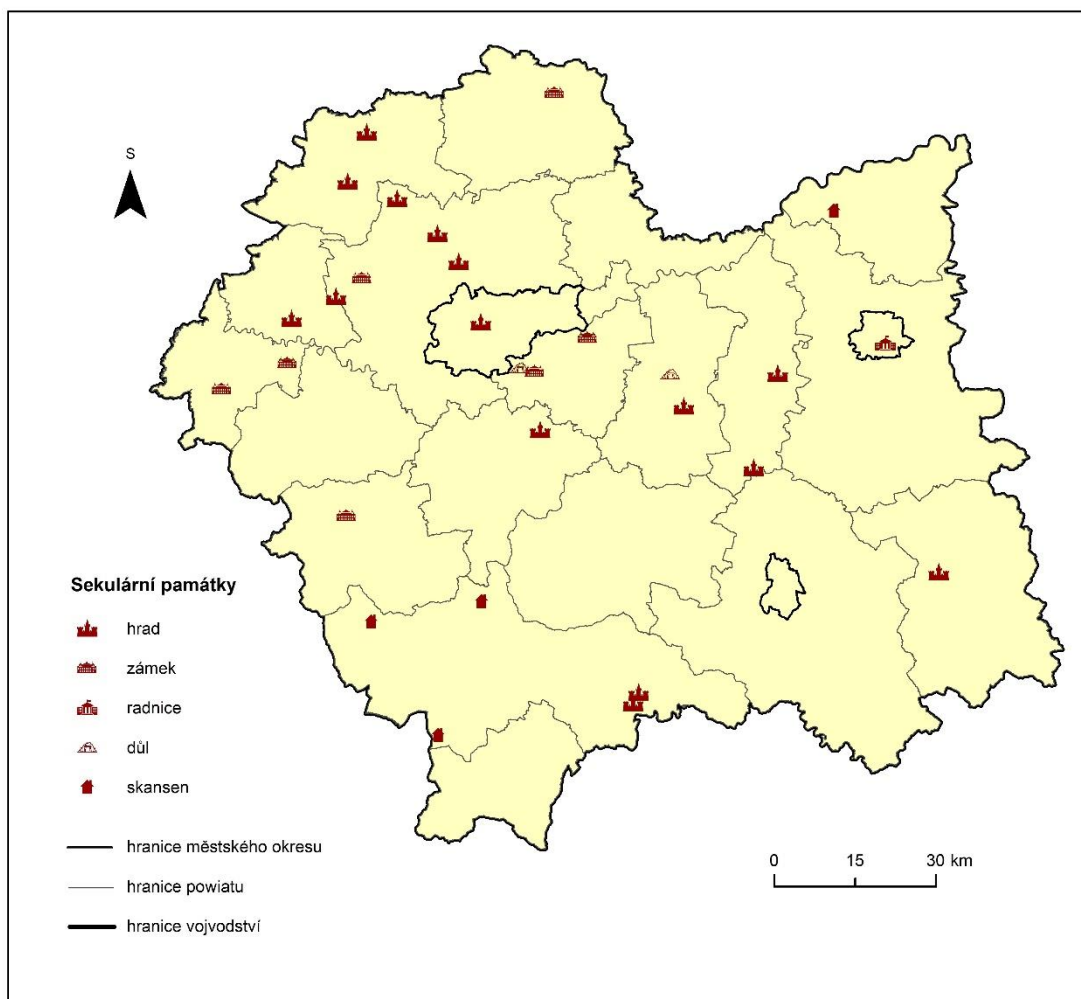 S
Sekulární památky
hrad
zámek
radnice
důl
skansen
hranice městského okresu
hranice powiatu
hranice vojvodství
0 15 30 km